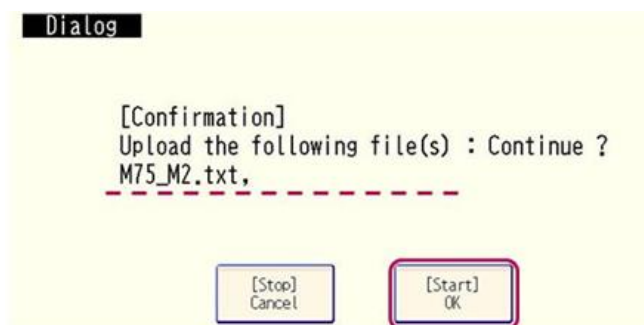 Dialog
[Confirmation]
Upload the following file(s) : Continue ?
M75_M2.txt,
[Stop]
Cancel
[Start]
OK